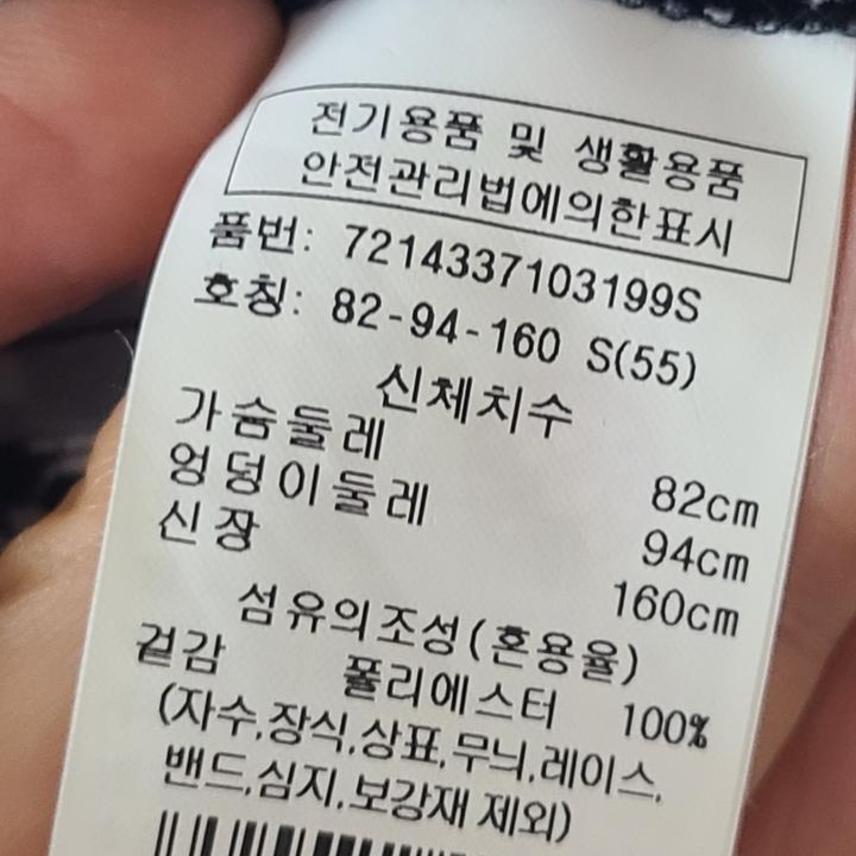 전기용품 및 생활용품
안전관리법에의한표시
품번: 7214337103199S
호칭: 82-94-160 S(55)
신체치수
가슴둘레 82cm
엉덩이둘레 94cm
신장 160cm
섬유의조성(혼용율)
겉감 폴리에스터 100%
(자수,장식,상표,무늬,레이스,
밴드,심지,보강재 제외)